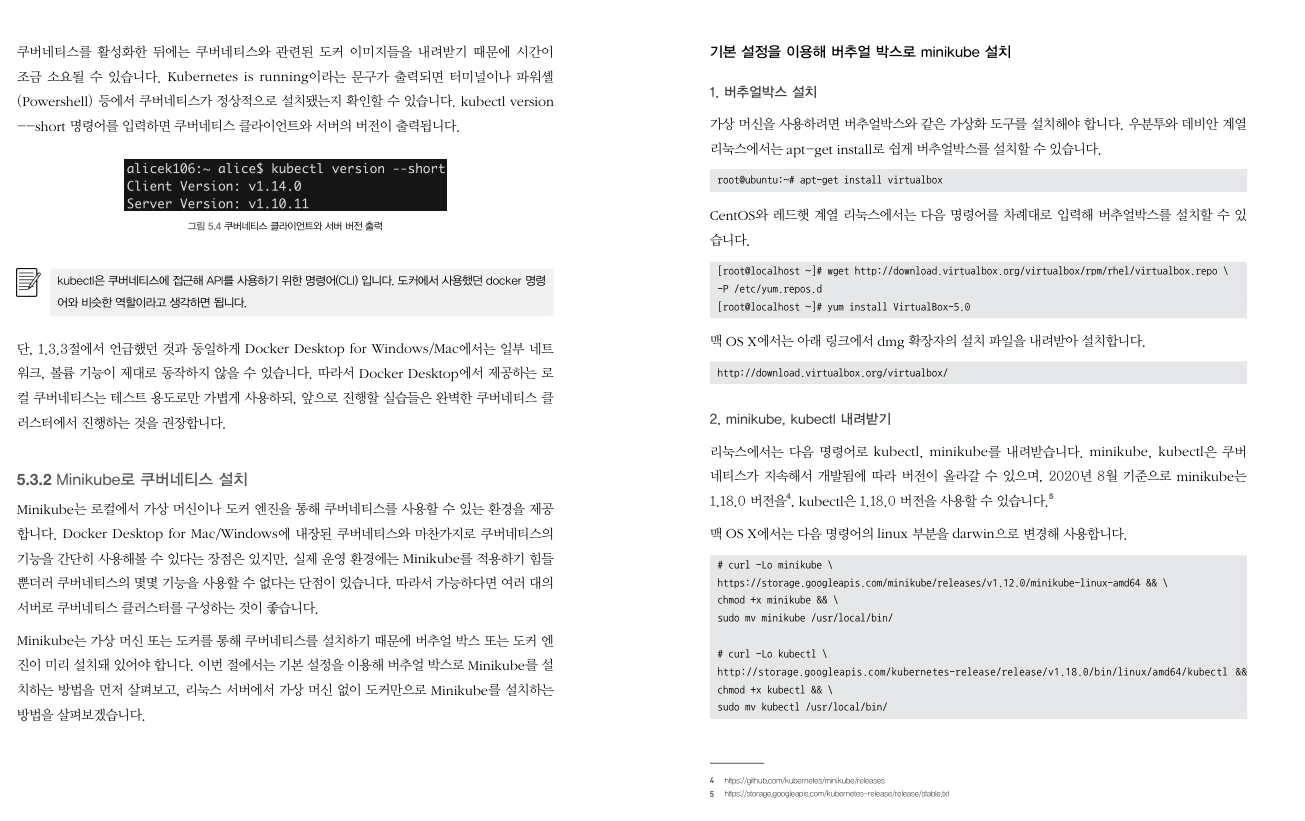 쿠버네티스를 활성화한 뒤에는 쿠버네티스와 관련된 도커 이미지들을 내려받기 때문에 시간이
조금 소요될 수 있습니다. Kubernetes is running이라는 문구가 출력되면 터미널이나 파워셸
(Powershell) 등에서 쿠버네티스가 정상적으로 설치됐는지 확인할 수 있습니다. kubectl version
--short 명령어를 입력하면 쿠버네티스 클라이언트와 서버의 버전이 출력됩니다.
alicek106:~ alice$ kubectl version --short
Client Version: v1.14.0
Server Version: v1.10.11
그림 5.4 쿠버네티스 클라이언트와 서버 버전 출력
kubectl은 쿠버네티스에 접근해 API를 사용하기 위한 명령어(CLI) 입니다. 도커에서 사용했던 docker 명령
어와 비슷한 역할이라고 생각하면 됩니다.
단, 1.3.3절에서 언급했던 것과 동일하게 Docker Desktop for Windows/Mac에서는 일부 네트
워크, 볼륨 기능이 제대로 동작하지 않을 수 있습니다. 따라서 Docker Desktop에서 제공하는 로
컬 쿠버네티스는 테스트 용도로만 가볍게 사용하되, 앞으로 진행할 실습들은 완벽한 쿠버네티스 클
러스터에서 진행하는 것을 권장합니다.
5.3.2 Minikube로 쿠버네티스 설치
Minikube는 로컬에서 가상 머신이나 도커 엔진을 통해 쿠버네티스를 사용할 수 있는 환경을 제공
합니다. Docker Desktop for Mac/Windows에 내장된 쿠버네티스와 마찬가지로 쿠버네티스의
기능을 간단히 사용해볼 수 있다는 장점은 있지만, 실제 운영 환경에는 Minikube를 적용하기 힘들
뿐더러 쿠버네티스의 몇몇 기능을 사용할 수 없다는 단점이 있습니다. 따라서 가능하다면 여러 대의
서버로 쿠버네티스 클러스터를 구성하는 것이 좋습니다.
Minikube는 가상 머신 또는 도커를 통해 쿠버네티스를 설치하기 때문에 버추얼 박스 또는 도커 엔
진이 미리 설치돼 있어야 합니다. 이번 절에서는 기본 설정을 이용해 버추얼 박스로 Minikube를 설
치하는 방법을 먼저 살펴보고, 리눅스 서버에서 가상 머신 없이 도커만으로 Minikube를 설치하는
방법을 살펴보겠습니다.
기본 설정을 이용해 버추얼 박스로 minikube 설치
1. 버추얼박스 설치
가상 머신을 사용하려면 버추얼박스와 같은 가상화 도구를 설치해야 합니다. 우분투와 데비안 계열
리눅스에서는 apt-get install로 쉽게 버추얼박스를 설치할 수 있습니다.
root@ubuntu:~# apt-get install virtualbox
CentOS와 레드햇 계열 리눅스에서는 다음 명령어를 차례대로 입력해 버추얼박스를 설치할 수 있
습니다.
[root@localhost ~]# wget http://download.virtualbox.org/virtualbox/rpm/rhel/virtualbox.repo \
-P /etc/yum.repos.d
[root@localhost ~]# yum install VirtualBox-5.0
맥 OS X에서는 아래 링크에서 dmg 확장자의 설치 파일을 내려받아 설치합니다.
http://download.virtualbox.org/virtualbox/
2. minikube, kubectl 내려받기
리눅스에서는 다음 명령어로 kubectl, minikube를 내려받습니다. minikube, kubectl은 쿠버
네티스가 지속해서 개발됨에 따라 버전이 올라갈 수 있으며, 2020년 8월 기준으로 minikube는
1.18.0 버전을4, kubectl은 1.18.0 버전을 사용할 수 있습니다.5
맥 OS X에서는 다음 명령어의 linux 부분을 darwin으로 변경해 사용합니다.
# curl -Lo minikube \
https://storage.googleapis.com/minikube/releases/v1.12.0/minikube-linux-amd64 && \
chmod +x minikube && \
sudo mv minikube /usr/local/bin/
# curl -Lo kubectl \
http://storage.googleapis.com/kubernetes-release/release/v1.18.0/bin/linux/amd64/kubectl &&
chmod +x kubectl && \
sudo mv kubectl /usr/local/bin/
4 https://github.com/kubernetes/minikube/releases
5 https://storage.googleapis.com/kubernetes-release/release/stable.txt